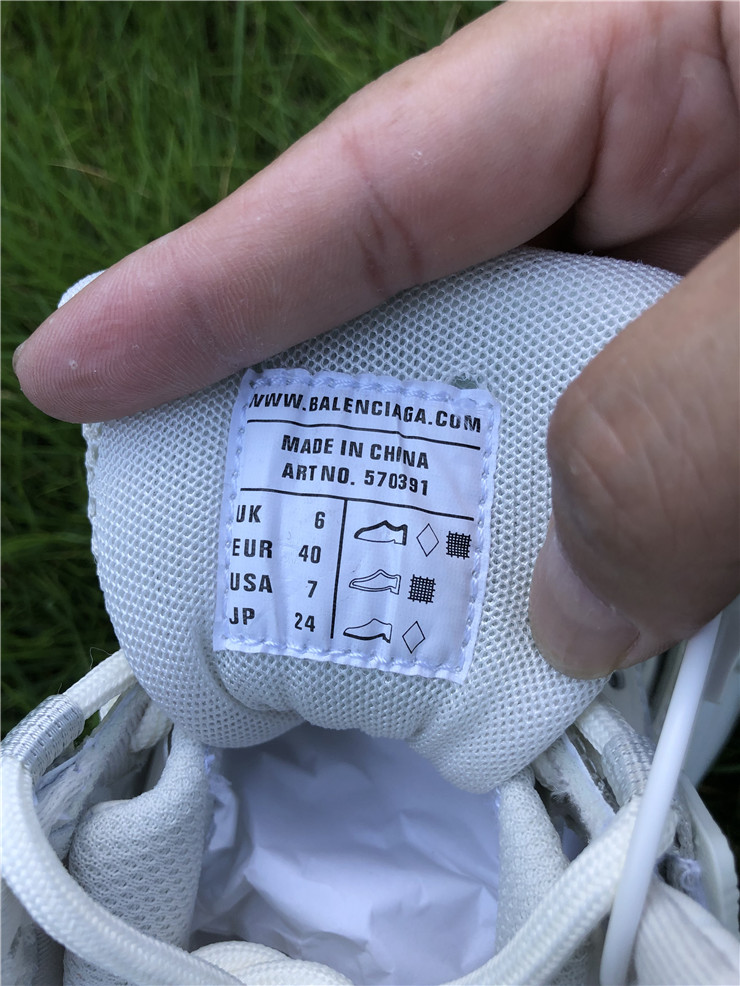 WWW.BALENCIAGA.COM
MADE IN CHINA
ART NO. 570391
UK 6
EUR 40
USA 7
JP 24